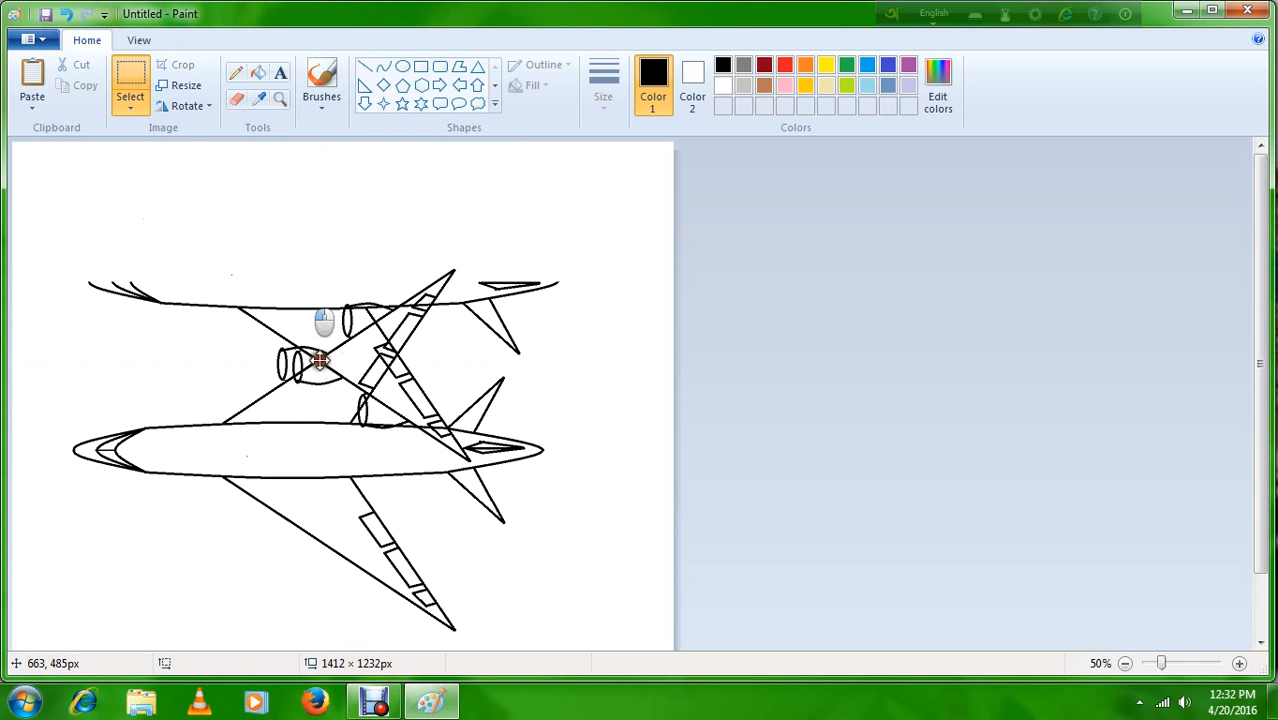 Untitled - Paint
English
Home
View
Paste
Cut
Copy
Clipboard
Select
Crop
Resize
Rotate
Image
A
Tools
Brushes
Outline
Fill
Shapes
Size
Color
1
Color
2
Edit
colors
Colors
663, 485px
1412 × 1232px
50%
12:32 PM
4/20/2016